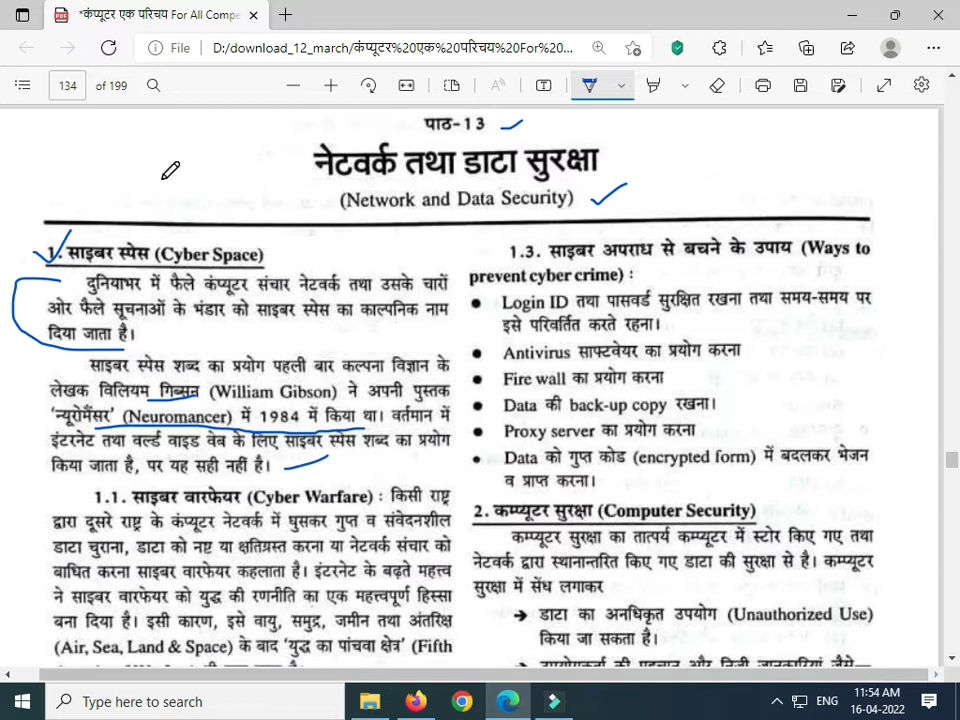 *कंप्यूटर एक परिचय For All Compe
File D:/download_12_march/कंप्यूटर%20एक%20परिचय%20For%20...
134 of 199
पाठ-13
नेटवर्क तथा डाटा सुरक्षा
(Network and Data Security)
1. साइबर स्पेस (Cyber Space)
दुनियाभर में फैले कंप्यूटर संचार नेटवर्क तथा उसके चारों
ओर फैले सूचनाओं के भंडार को साइबर स्पेस का काल्पनिक नाम
दिया जाता है।
साइबर स्पेस शब्द का प्रयोग पहली बार कल्पना विज्ञान के
लेखक विलियम गिब्सन (William Gibson) ने अपनी पुस्तक
'न्यूरोमैंसर' (Neuromancer) में 1984 में किया था। वर्तमान में
इंटरनेट तथा वर्ल्ड वाइड वेब के लिए साइबर स्पेस शब्द का प्रयोग
किया जाता है, पर यह सही नहीं है।
1.1. साइबर वारफेयर (Cyber Warfare) : किसी राष्ट्र
द्वारा दूसरे राष्ट्र के कंप्यूटर नेटवर्क में घुसकर गुप्त व संवेदनशील
डाटा चुराना, डाटा को नष्ट या क्षतिग्रस्त करना या नेटवर्क संचार को
बाधित करना साइबर वारफेयर कहलाता है। इंटरनेट के बढ़ते महत्त्व
ने साइबर वारफेयर को युद्ध की रणनीति का एक महत्त्वपूर्ण हिस्सा
बना दिया है। इसी कारण, इसे वायु, समुद्र, जमीन तथा अंतरिक्ष
(Air, Sea, Land & Space) के बाद 'युद्ध का पांचवा क्षेत्र' (Fifth
1.3. साइबर अपराध से बचने के उपाय (Ways to
prevent cyber crime) :
● Login ID तथा पासवर्ड सुरक्षित रखना तथा समय-समय पर
इसे परिवर्तित करते रहना।
● Antivirus साफ्टवेयर का प्रयोग करना
● Fire wall का प्रयोग करना
● Data की back-up copy रखना।
● Proxy server का प्रयोग करना
● Data को गुप्त कोड (encrypted form) में बदलकर भेजन
व प्राप्त करना।
2. कम्प्यूटर सुरक्षा (Computer Security)
कम्प्यूटर सुरक्षा का तात्पर्य कम्प्यूटर में स्टोर किए गए तथा
नेटवर्क द्वारा स्थानान्तरित किए गए डाटा की सुरक्षा से है। कम्प्यूटर
सुरक्षा में सेंध लगाकर
➔ डाटा का अनधिकृत उपयोग (Unauthorized Use)
किया जा सकता है।
➔ उपयोगकर्ता की पहचान और निजी जानकारियां जैसे–
Type here to search
ENG
11:54 AM
16-04-2022